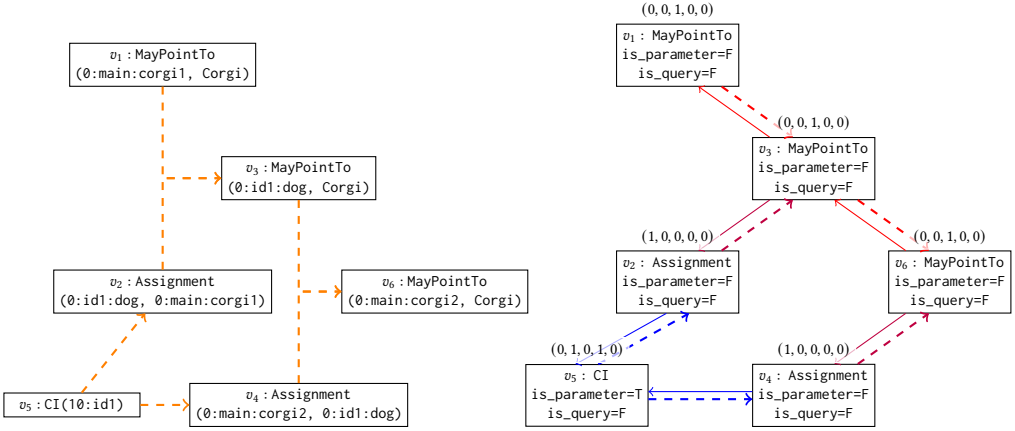 v₁ : MayPointTo
(0:main:corgi1, Corgi)
v₃ : MayPointTo
(0:id1:dog, Corgi)
v₂ : Assignment
(0:id1:dog, 0:main:corgi1)
v₆ : MayPointTo
(0:main:corgi2, Corgi)
v₅ : CI(10:id1)
v₄ : Assignment
(0:main:corgi2, 0:id1:dog)
(0, 0, 1, 0, 0)
v₁ : MayPointTo
is_parameter=F
is_query=F
(0, 0, 1, 0, 0)
v₃ : MayPointTo
is_parameter=F
is_query=F
(1, 0, 0, 0, 0)
v₂ : Assignment
is_parameter=F
is_query=F
(0, 0, 1, 0, 0)
v₆ : MayPointTo
is_parameter=F
is_query=F
(0, 1, 0, 1, 0)
v₅ : CI
is_parameter=T
is_query=F
(1, 0, 0, 0, 0)
v₄ : Assignment
is_parameter=F
is_query=F